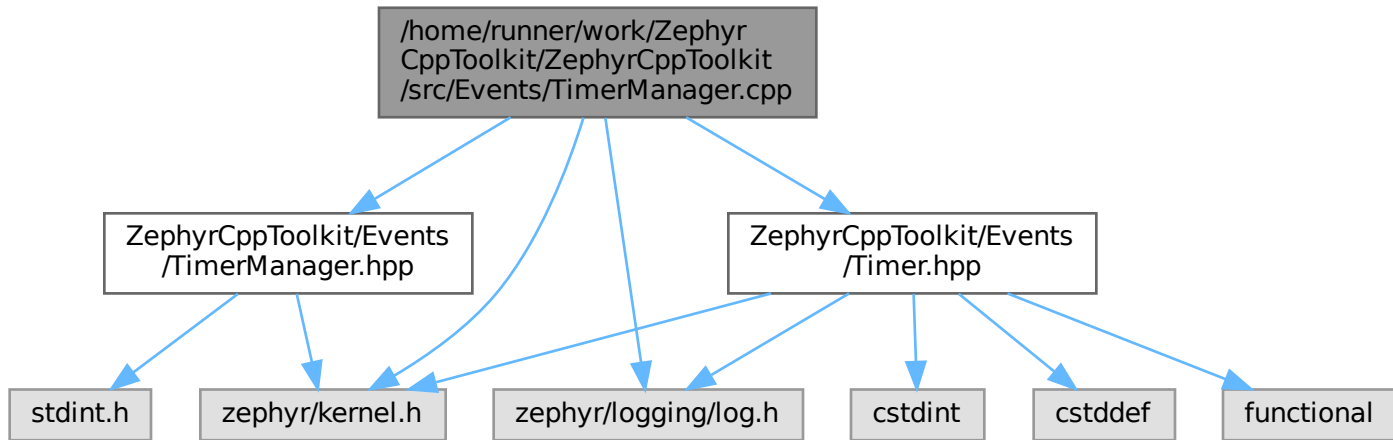 /home/runner/work/Zephyr
CppToolkit/ZephyrCppToolkit
/src/Events/TimerManager.cpp
ZephyrCppToolkit/Events
/TimerManager.hpp
ZephyrCppToolkit/Events
/Timer.hpp
stdint.h
zephyr/kernel.h
zephyr/logging/log.h
cstdint
cstddef
functional